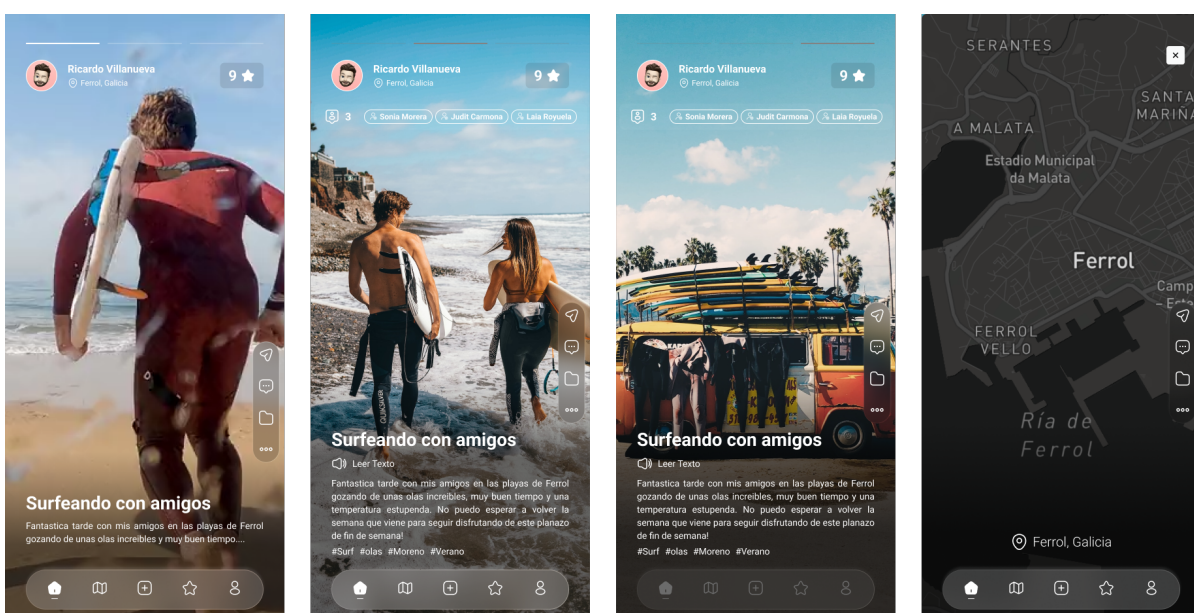 Ricardo Villanueva
Ferrol, Galicia
9
Surfeando con amigos
Fantastica tarde con mis amigos en las playas de Ferrol
gozando de unas olas increibles y muy buen tiempo....
Ricardo Villanueva
Ferrol, Galicia
9
3
Sonia Morera
Judit Carmona
Laia Royuela
QUIKSILVER
Surfeando con amigos
Leer Texto
Fantastica tarde con mis amigos en las playas de Ferrol
gozando de unas olas increibles, muy buen tiempo y una
temperatura estupenda. No puedo esperar a volver la
semana que viene para seguir disfrutando de este planazo
de fin de semana!
#Surf #olas #Moreno #Verano
Ricardo Villanueva
Ferrol, Galicia
9
3
Sonia Morera
Judit Carmona
Laia Royuela
Surfeando con amigos
Leer Texto
Fantastica tarde con mis amigos en las playas de Ferrol
gozando de unas olas increibles, muy buen tiempo y una
temperatura estupenda. No puedo esperar a volver la
semana que viene para seguir disfrutando de este planazo
de fin de semana!
#Surf #olas #Moreno #Verano
SERANTES
SANTA
MARIÑA
A MALATA
Estadio Municipal
da Malata
Ferrol
Camp
FERROL
VELLO
Ría de
Ferrol
Ferrol, Galicia